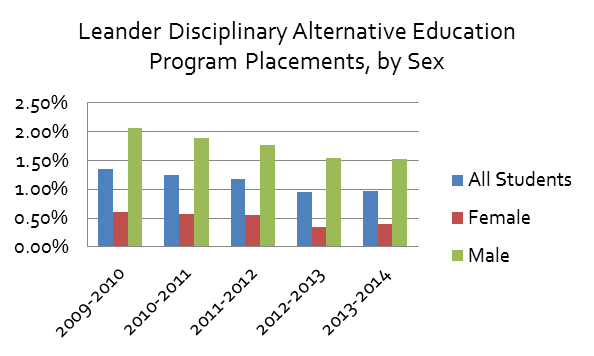 Leander Disciplinary Alternative Education
Program Placements, by Sex
2.50%
2.00%
1.50%
1.00%
0.50%
0.00%
All Students
Female
Male
2009-2010
2010-2011
2011-2012
2012-2013
2013-2014